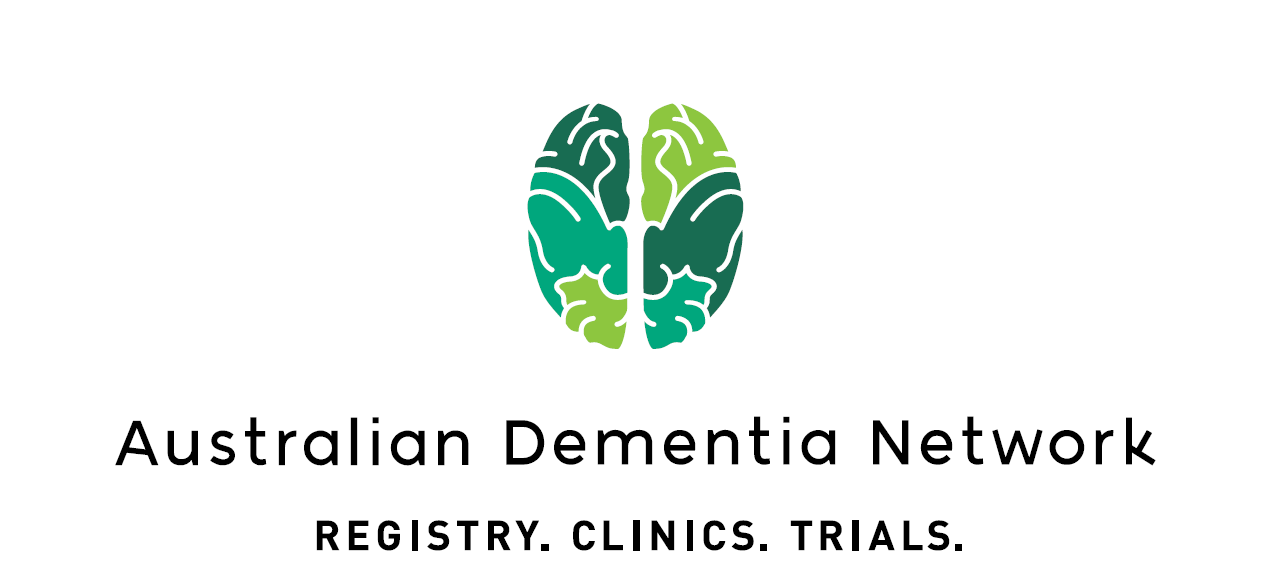 Australian Dementia Network
REGISTRY. CLINICS. TRIALS.